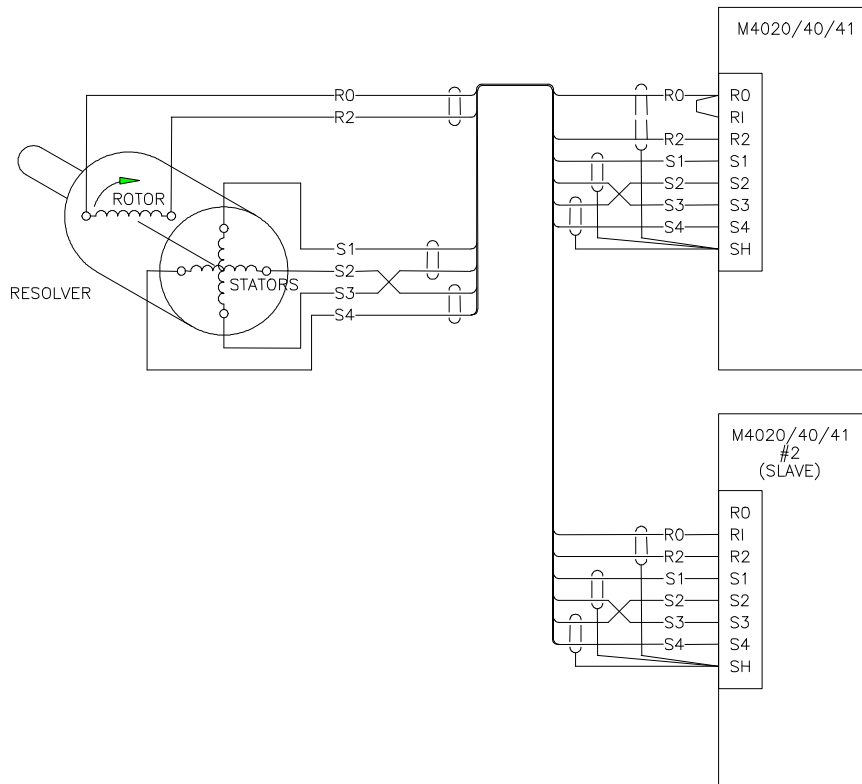 M4020/40/41
R0
R2
ROTOR
RESOLVER
STATORS
S1
S2
S3
S4
R0
R2
S1
S2
S3
S4
R0
RI
R2
S1
S2
S3
S4
SH
M4020/40/41
#2
(SLAVE)
R0
R2
S1
S2
S3
S4
R0
RI
R2
S1
S2
S3
S4
SH